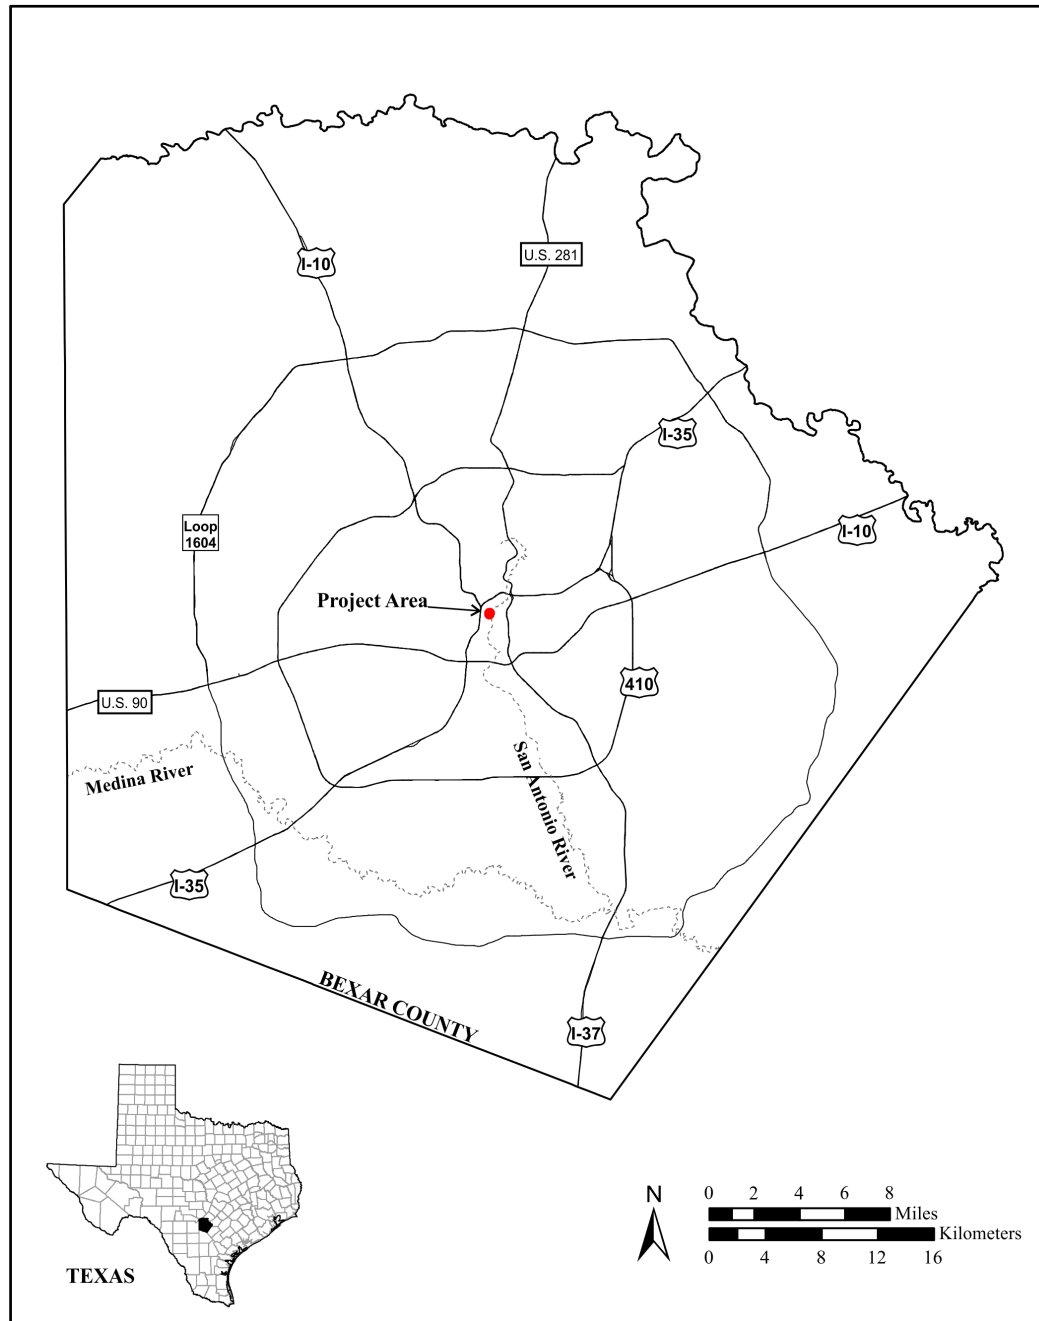 I-10
U.S. 281
I-35
Loop
1604
I-10
Project Area
410
U.S. 90
Medina River
San Antonio River
I-35
BEXAR COUNTY
I-37
TEXAS
N
0 2 4 6 8
Miles
Kilometers
0 4 8 12 16